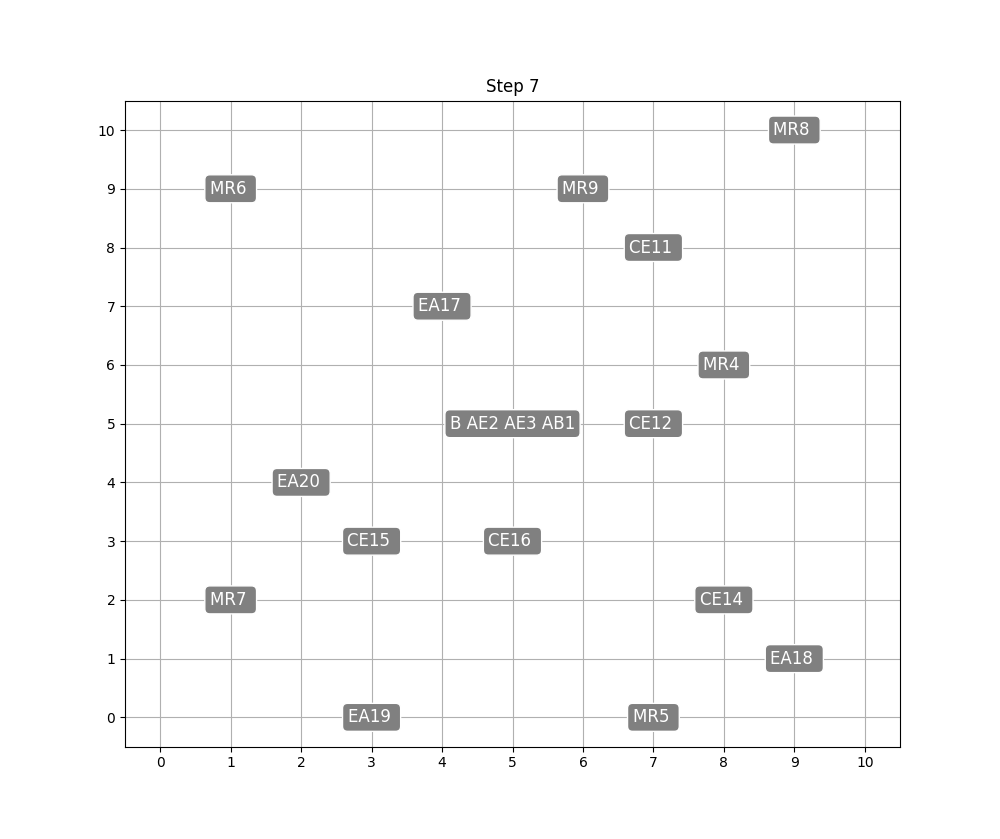 Step 7
10
MR8
9
MR6
MR9
8
CE11
7
EA17
6
MR4
5
B AE2 AE3 AB1
CE12
4
EA20
3
CE15
CE16
2
MR7
CE14
1
EA18
0
EA19
MR5
0 1 2 3 4 5 6 7 8 9 10